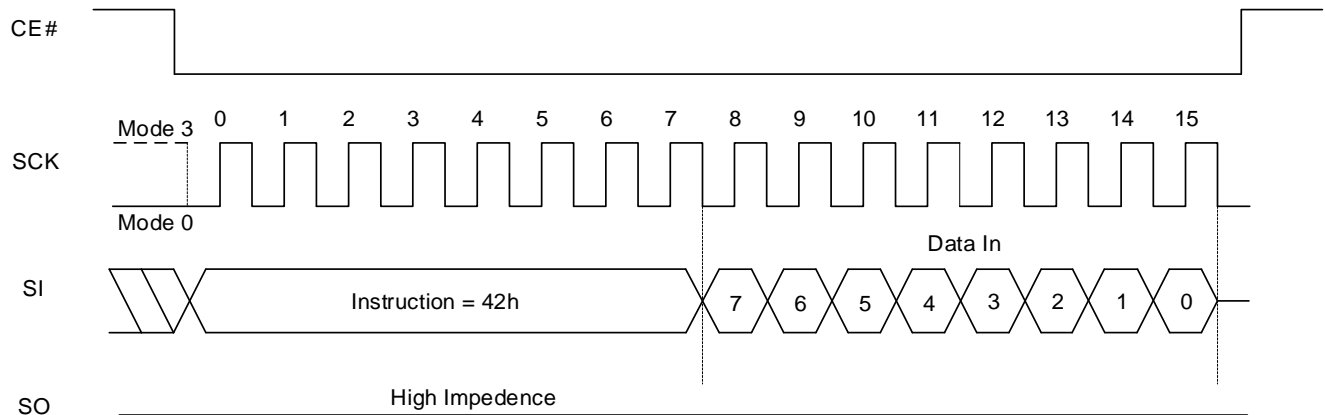 CE#
Mode 3 0 1 2 3 4 5 6 7 8 9 10 11 12 13 14 15
SCK
Mode 0
Data In
SI Instruction = 42h 7 6 5 4 3 2 1 0
High Impedence
SO